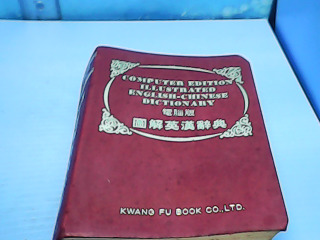 COMPUTER EDITION
ILLUSTRATED
ENGLISH-CHINESE
DICTIONARY
電腦版
圖解英漢辭典
KWANG FU BOOK CO.,LTD.